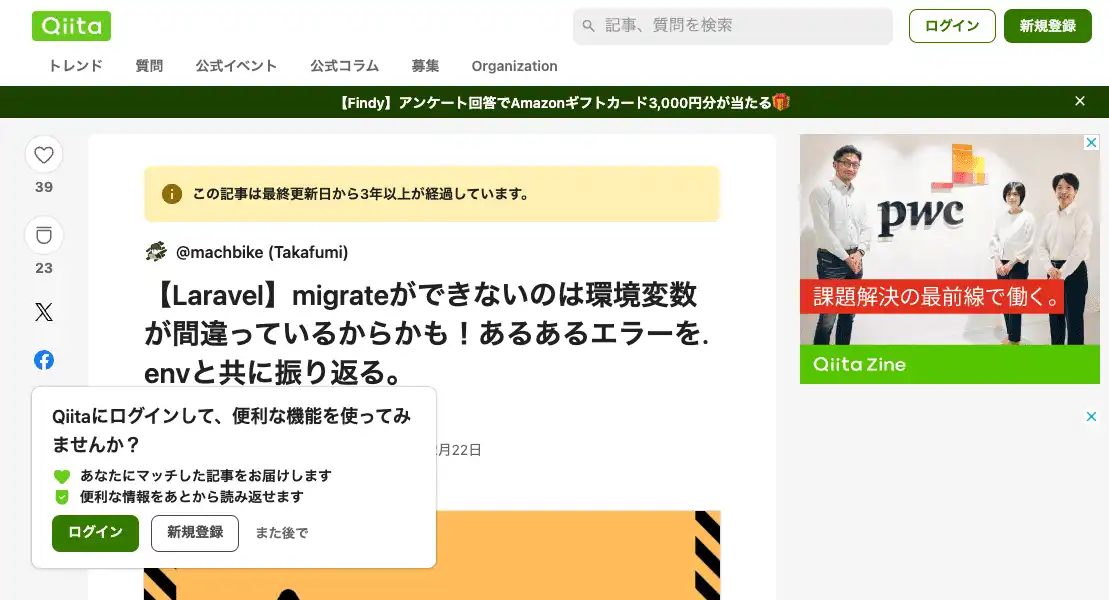 Qiita
記事、質問を検索
ログイン
新規登録
トレンド
質問
公式イベント
公式コラム
募集
Organization
【Findy】アンケート回答でAmazonギフトカード3,000円分が当たる🎁
39
23
この記事は最終更新日から3年以上が経過しています。
@machbike (Takafumi)
【Laravel】migrateができないのは環境変数
が間違っているからかも！あるあるエラーを.
envと共に振り返る。
月22日
Qiitaにログインして、便利な機能を使ってみ
ませんか？
あなたにマッチした記事をお届けします
便利な情報をあとから読み返せます
ログイン
新規登録
また後で
pwc
課題解決の最前線で働く。
Qiita Zine